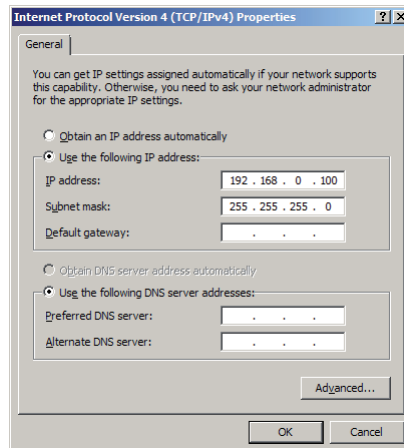 Internet Protocol Version 4 (TCP/IPv4) Properties
General
You can get IP settings assigned automatically if your network supports
this capability. Otherwise, you need to ask your network administrator
for the appropriate IP settings.
Obtain an IP address automatically
Use the following IP address:
IP address: 192 . 168 . 0 . 100
Subnet mask: 255 . 255 . 255 . 0
Default gateway: . . .
Obtain DNS server address automatically
Use the following DNS server addresses:
Preferred DNS server: . . .
Alternate DNS server: . . .
Advanced...
OK Cancel